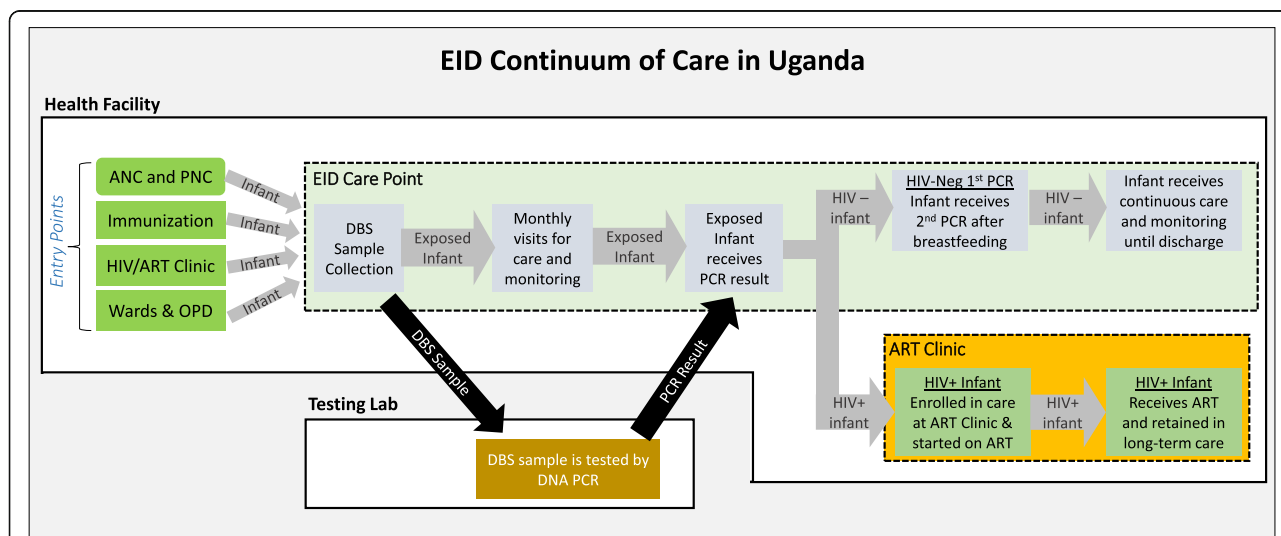 EID Continuum of Care in Uganda
Health Facility
Entry Points
ANC and PNC
Immunization
HIV/ART Clinic
Wards & OPD
Infant
Infant
Infant
Infant
EID Care Point
DBS
Sample
Collection
Exposed
Infant
Monthly
visits for
care and
monitoring
Exposed
Infant
Exposed
Infant
receives
PCR result
HIV –
infant
HIV-Neg 1st PCR
Infant receives
2nd PCR after
breastfeeding
HIV –
infant
Infant receives
continuous care
and monitoring
until discharge
DBS Sample
PCR Result
HIV+
infant
ART Clinic
HIV+ Infant
Enrolled in care
at ART Clinic &
started on ART
HIV+
infant
HIV+ Infant
Receives ART
and retained in
long-term care
Testing Lab
DBS sample is tested by
DNA PCR